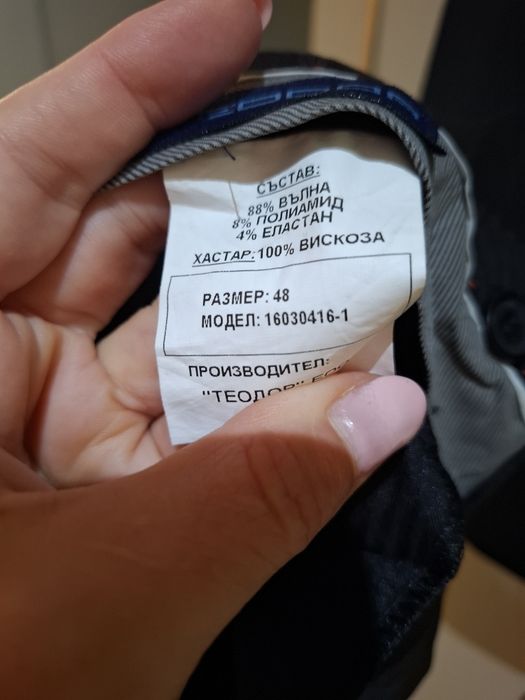 СЪСТАВ:
88% ВЪЛНА
8% ПОЛИАМИД
4% ЕЛАСТАН
ХАСТАР: 100% ВИСКОЗА
РАЗМЕР: 48
МОДЕЛ: 16030416-1
ПРОИЗВОДИТЕЛ:
"ТЕОДОР"